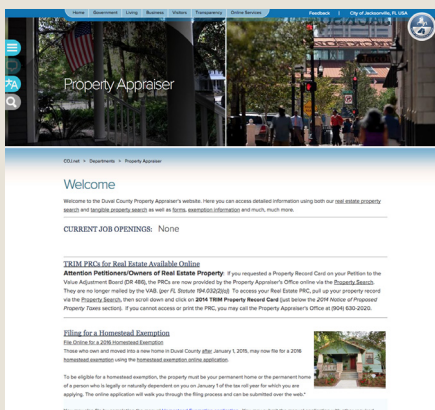 Home Government Living Business Visitors Transparency Online Services Feedback | City of Jacksonville, FL USA
Property Appraiser
COJ.net > Departments > Property Appraiser
Welcome
Welcome to the Duval County Property Appraiser's website. Here you can access detailed information using both our real estate property
search and tangible property search as well as forms, exemption information and much, much more.
CURRENT JOB OPENINGS: None
TRIM PRCs for Real Estate Available Online
Attention Petitioners/Owners of Real Estate Property: If you requested a Property Record Card on your Petition to the
Value Adjustment Board (DR 486), the PRCs are now provided by the Property Appraiser's Office online via the Property Search.
They are no longer mailed by the VAB. (per FL Statute 194.032(2)(a)) To access your Real Estate PRC, pull up your property record
via the Property Search, then scroll down and click on 2014 TRIM Property Record Card (just below the 2014 Notice of Proposed
Property Taxes section). If you cannot access or print the PRC, you may call the Property Appraiser's Office at (904) 630-2020.
Filing for a Homestead Exemption
File Online for a 2016 Homestead Exemption
Those who own and moved into a new home in Duval County after January 1, 2015, may now file for a 2016
homestead exemption using the homestead exemption online application.
To be eligible for a homestead exemption, the property must be your permanent home or the permanent home
of a person who is legally or naturally dependent on you on January 1 of the tax roll year for which you are
applying. The online application will walk you through the filing process and can be submitted over the web.*